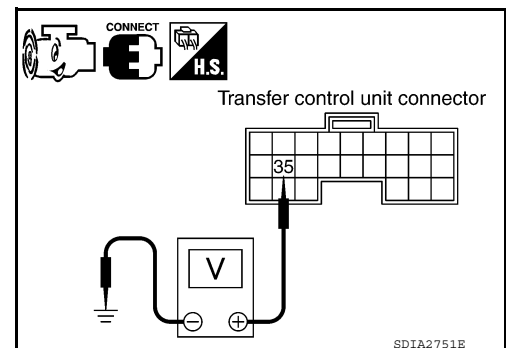 CONNECT
H.S.
Transfer control unit connector
35
V
− +
SDIA2751E